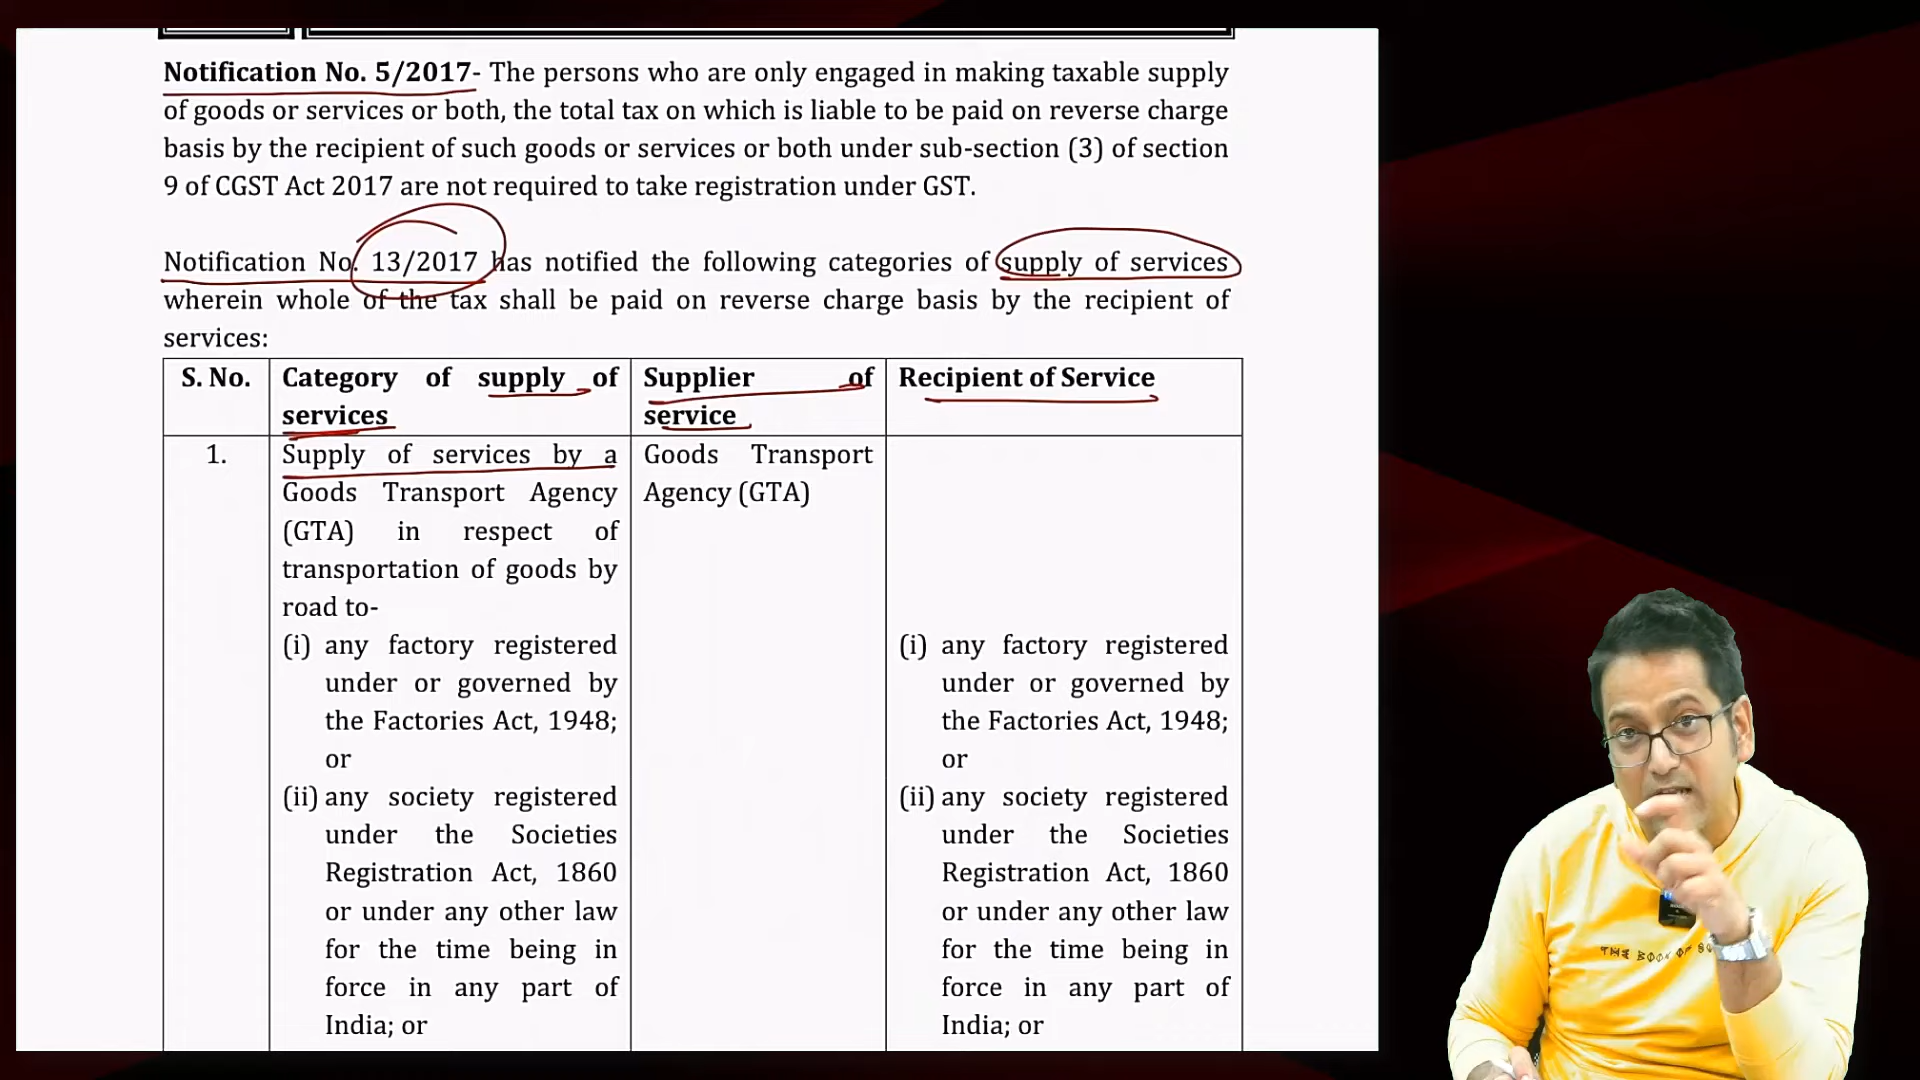 Notification No. 5/2017- The persons who are only engaged in making taxable supply
of goods or services or both, the total tax on which is liable to be paid on reverse charge
basis by the recipient of such goods or services or both under sub-section (3) of section
9 of CGST Act 2017 are not required to take registration under GST.
Notification No. 13/2017 has notified the following categories of supply of services
wherein whole of the tax shall be paid on reverse charge basis by the recipient of
services:
S. No.
Category of supply of
services
Supplier of
service
Recipient of Service
1.
Supply of services by a
Goods Transport Agency
(GTA) in respect of
transportation of goods by
road to-
(i) any factory registered
under or governed by
the Factories Act, 1948;
or
(ii) any society registered
under the Societies
Registration Act, 1860
or under any other law
for the time being in
force in any part of
India; or
Goods Transport
Agency (GTA)
(i) any factory registered
under or governed by
the Factories Act, 1948;
or
(ii) any society registered
under the Societies
Registration Act, 1860
or under any other law
for the time being in
force in any part of
India; or
THE BOOK OF